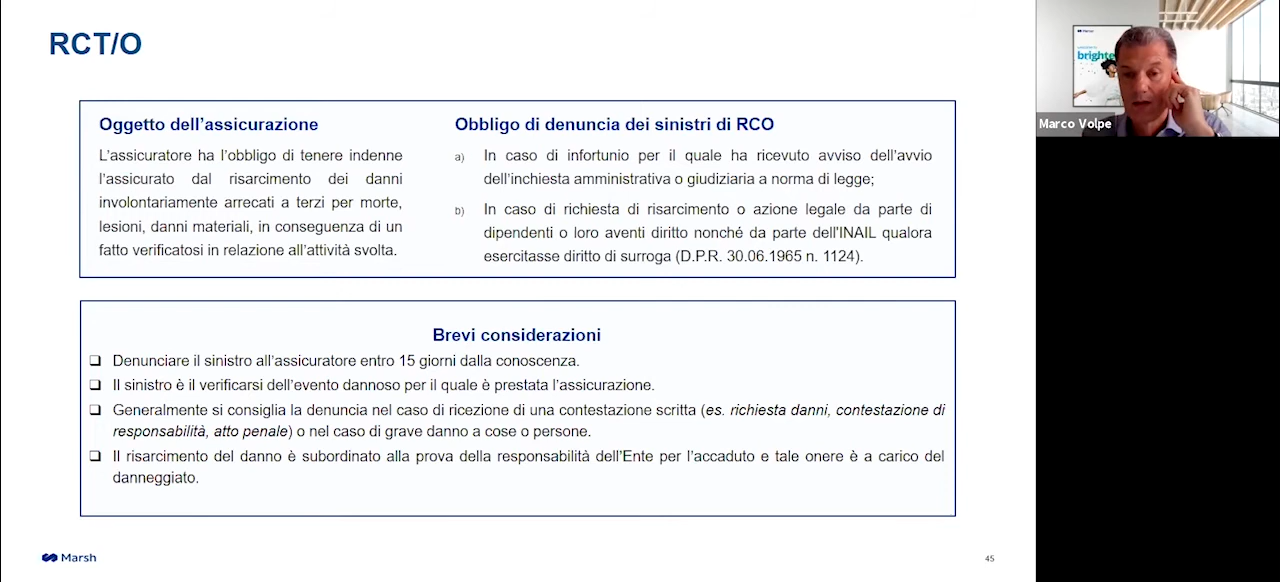 RCT/O
Oggetto dell'assicurazione
L'assicuratore ha l'obbligo di tenere indenne
l'assicurato dal risarcimento dei danni
involontariamente arrecati a terzi per morte,
lesioni, danni materiali, in conseguenza di un
fatto verificatosi in relazione all'attività svolta.
Obbligo di denuncia dei sinistri di RCO
a) In caso di infortunio per il quale ha ricevuto avviso dell'avvio
dell'inchiesta amministrativa o giudiziaria a norma di legge;
b) In caso di richiesta di risarcimento o azione legale da parte di
dipendenti o loro aventi diritto nonché da parte dell'INAIL qualora
esercitasse diritto di surroga (D.P.R. 30.06.1965 n. 1124).
Brevi considerazioni
❑ Denunciare il sinistro all'assicuratore entro 15 giorni dalla conoscenza.
❑ Il sinistro è il verificarsi dell'evento dannoso per il quale è prestata l'assicurazione.
❑ Generalmente si consiglia la denuncia nel caso di ricezione di una contestazione scritta (es. richiesta danni, contestazione di
responsabilità, atto penale) o nel caso di grave danno a cose o persone.
❑ Il risarcimento del danno è subordinato alla prova della responsabilità dell'Ente per l'accaduto e tale onere è a carico del
danneggiato.
Marsh
45
Marsh
brighte
Marco Volpe